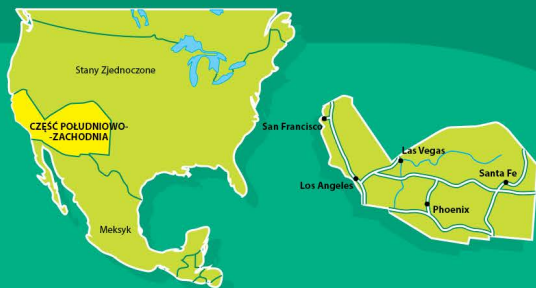 Stany Zjednoczone
CZĘŚĆ POŁUDNIOWO-
-ZACHODNIA
Meksyk
San Francisco
Las Vegas
Los Angeles
Santa Fe
Phoenix